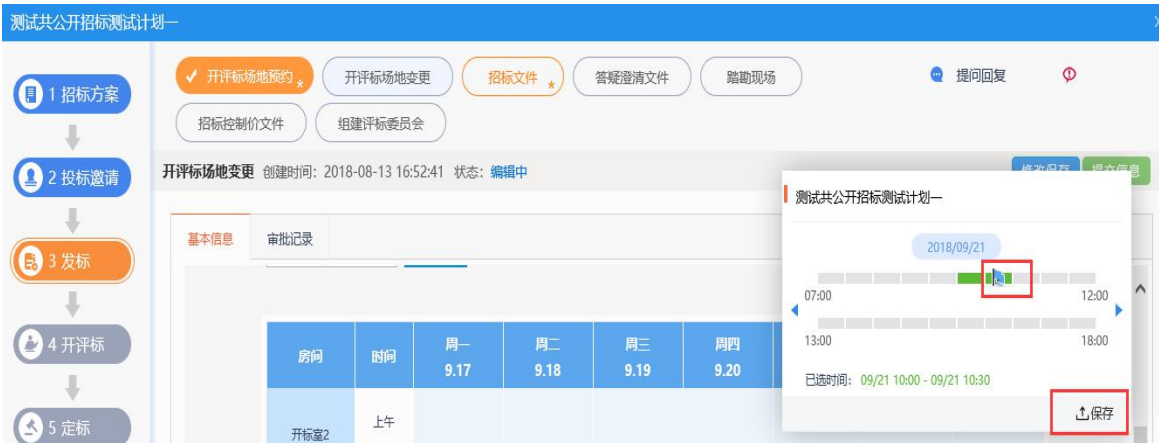 测试共公开招标测试计划一
1 招标方案
2 投标邀请
3 发标
4 开评标
5 定标
开评标场地预约 *
开评标场地变更
招标文件 *
答疑澄清文件
踏勘现场
提问回复
招标控制价文件
组建评标委员会
开评标场地变更 创建时间：2018-08-13 16:52:41 状态：编辑中
修改保存
提交信息
基本信息
审批记录
房间
时间
周一
9.17
周二
9.18
周三
9.19
周四
9.20
开标室2
上午
测试共公开招标测试计划一
2018/09/21
07:00
12:00
13:00
18:00
已选时间：09/21 10:00 - 09/21 10:30
保存